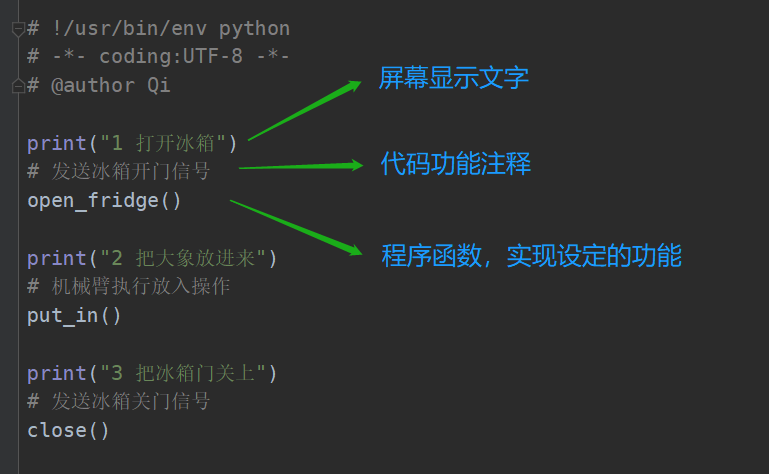 # !/usr/bin/env python
# -*- coding:UTF-8 -*-
# @author Qi
屏幕显示文字
print("1 打开冰箱")
# 发送冰箱开门信号
代码功能注释
open_fridge()
程序函数，实现设定的功能
print("2 把大象放进来")
# 机械臂执行放入操作
put_in()
print("3 把冰箱门关上")
# 发送冰箱关门信号
close()